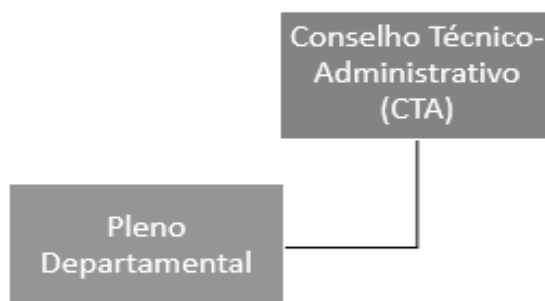 Conselho Técnico-
Administrativo
(CTA)
Pleno
Departamental